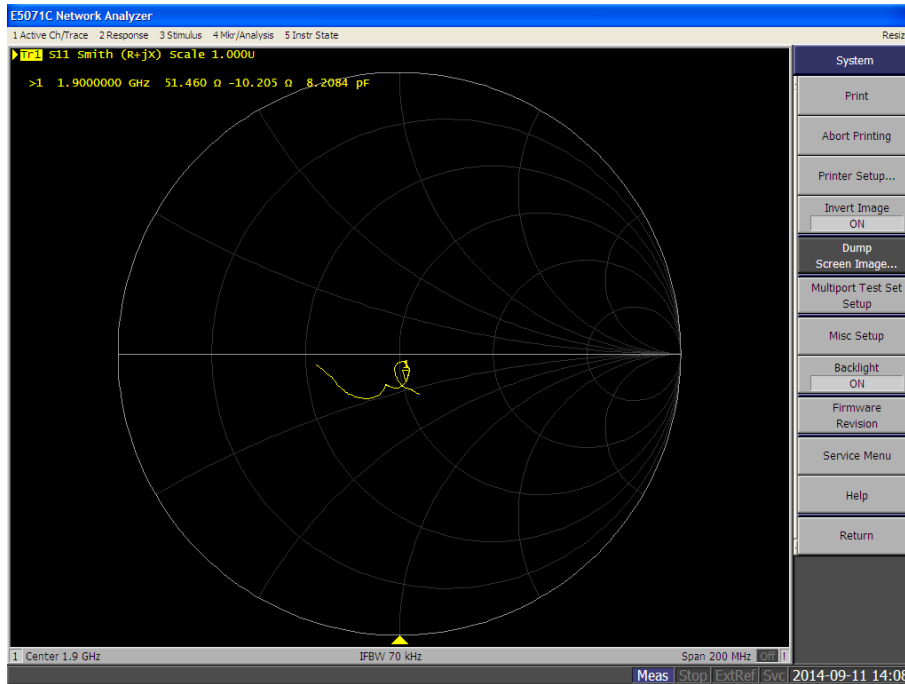 E5071C Network Analyzer
1 Active Ch/Trace 2 Response 3 Stimulus 4 Mkr/Analysis 5 Instr State
Tr1 S11 Smith (R+jX) Scale 1.000U
>1 1.9000000 GHz 51.460 Ω -10.205 Ω 8.2084 pF
System
Print
Abort Printing
Printer Setup...
Invert Image
ON
Dump
Screen Image...
Multiport Test Set
Setup
Misc Setup
Backlight
ON
Firmware
Revision
Service Menu
Help
Return
1 Center 1.9 GHz IFBW 70 kHz Span 200 MHz Off !
Meas Stop ExtRef Svc 2014-09-11 14:08